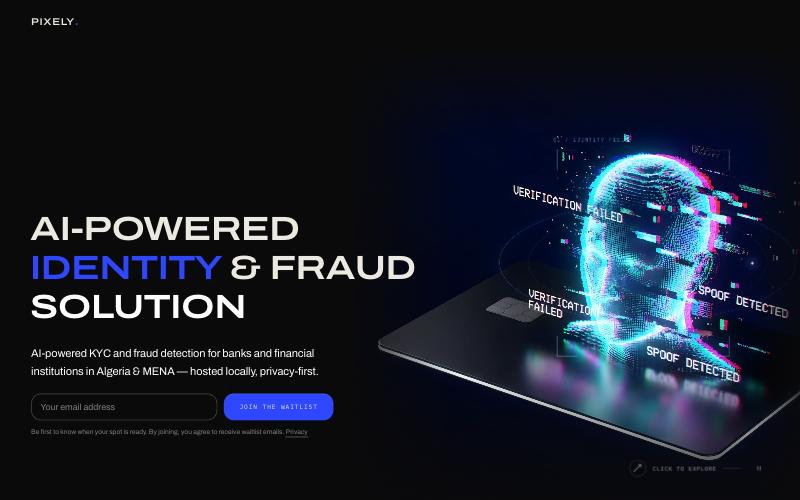 PIXELY.
VERIFICATION FAILED
AI-POWERED
IDENTITY & FRAUD
SOLUTION
SPOOF DETECTED
VERIFICATION
FAILED
SPOOF DETECTED
AI-powered KYC and fraud detection for banks and financial
institutions in Algeria & MENA — hosted locally, privacy-first.
Your email address
JOIN THE WAITLIST
Be first to know when your spot is ready. By joining, you agree to receive waitlist emails. Privacy
CLICK TO EXPLORE